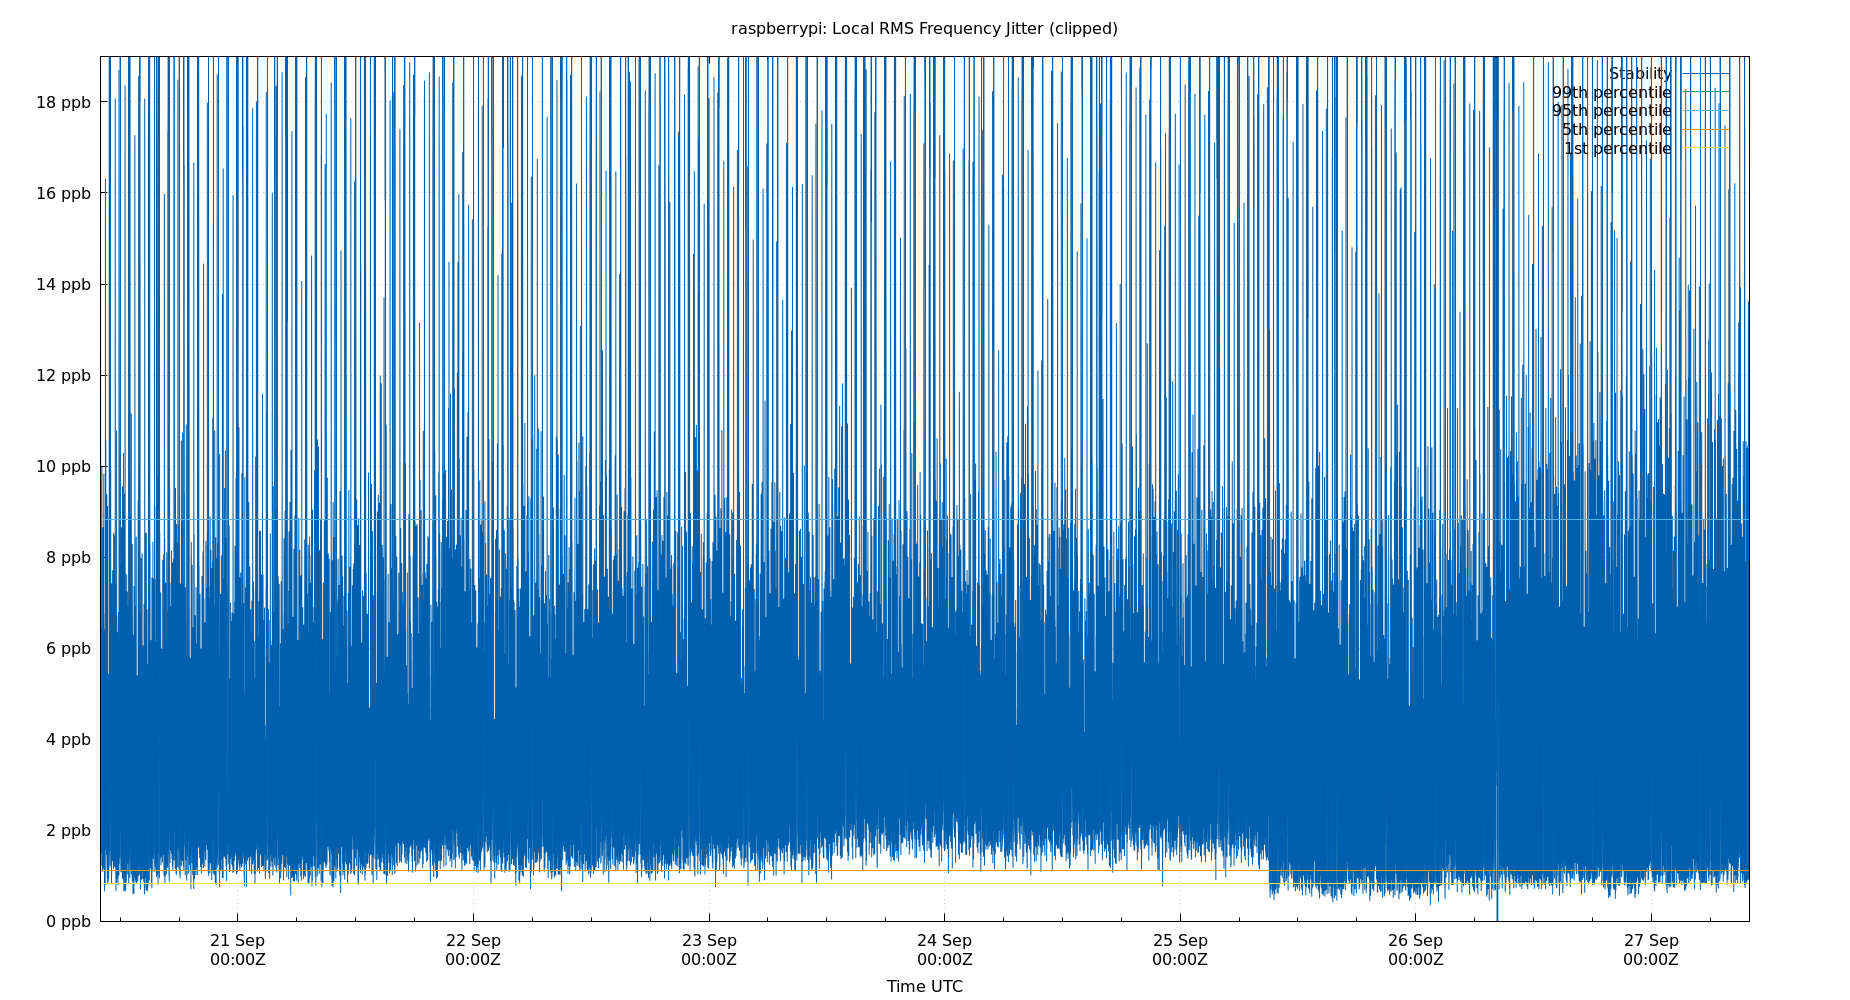 raspberrypi: Local RMS Frequency Jitter (clipped)
Stability
99th percentile
95th percentile
5th percentile
1st percentile
18 ppb
16 ppb
14 ppb
12 ppb
10 ppb
8 ppb
6 ppb
4 ppb
2 ppb
0 ppb
21 Sep 22 Sep 23 Sep 24 Sep 25 Sep 26 Sep 27 Sep
00:00Z 00:00Z 00:00Z 00:00Z 00:00Z 00:00Z 00:00Z
Time UTC